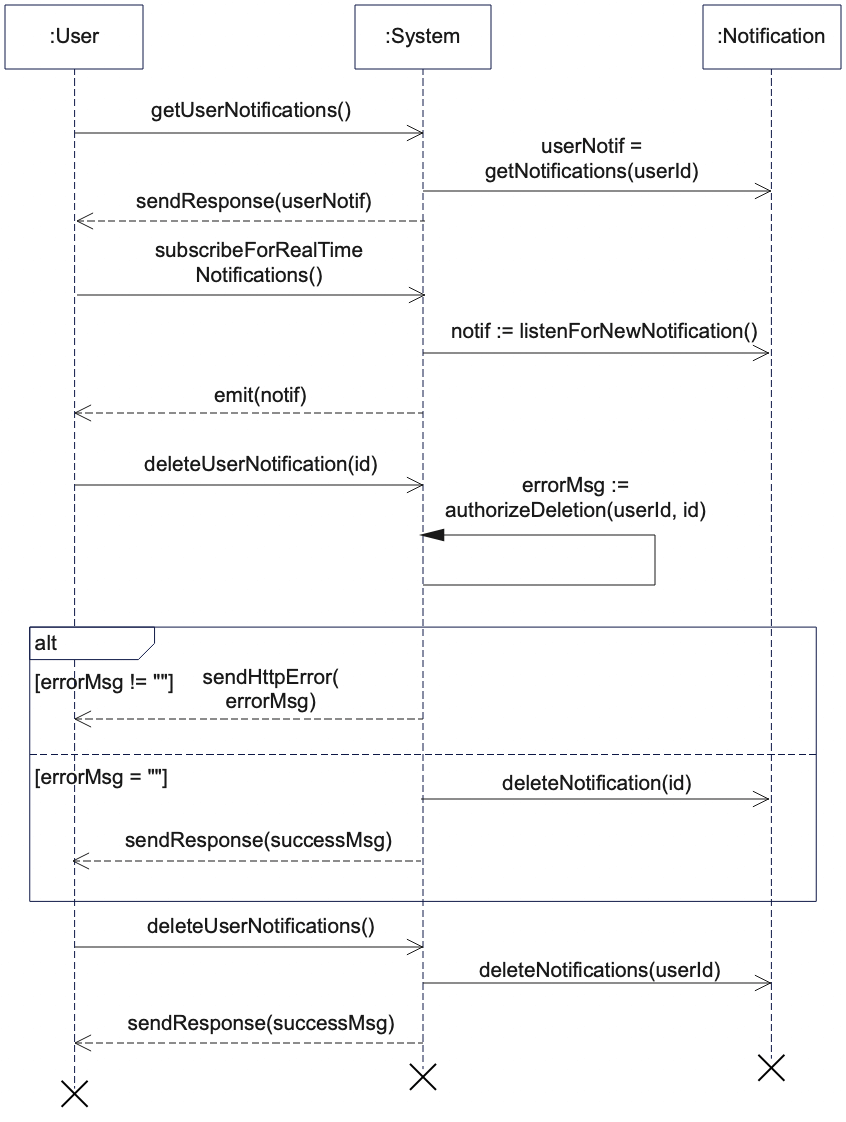 :User
:System
:Notification
getUserNotifications()
userNotif =
getNotifications(userId)
sendResponse(userNotif)
subscribeForRealTime
Notifications()
notif := listenForNewNotification()
emit(notif)
deleteUserNotification(id)
errorMsg :=
authorizeDeletion(userId, id)
alt
[errorMsg != ""]
sendHttpError(
errorMsg)
[errorMsg = ""]
deleteNotification(id)
sendResponse(successMsg)
deleteUserNotifications()
deleteNotifications(userId)
sendResponse(successMsg)